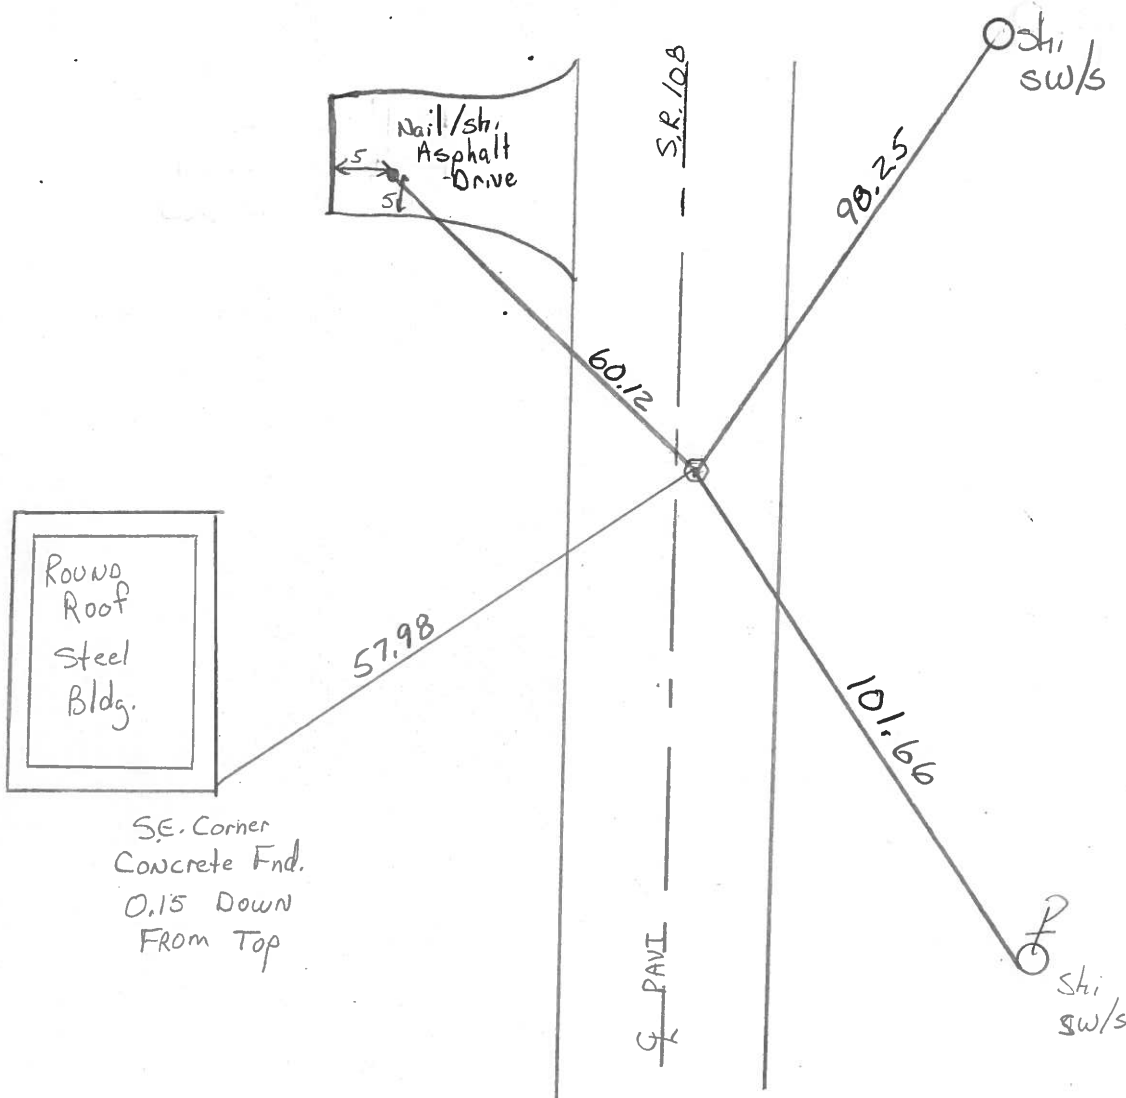 Shi
SW/S
S.R. 108
Nail/shi
Asphalt
Drive
5
5
98.25
60.12
57.98
101.66
ROUND
Roof
Steel
Bldg.
S.E. Corner
Concrete Fnd.
0.15 Down
From Top
℄ PAVT
P
Shi
SW/S